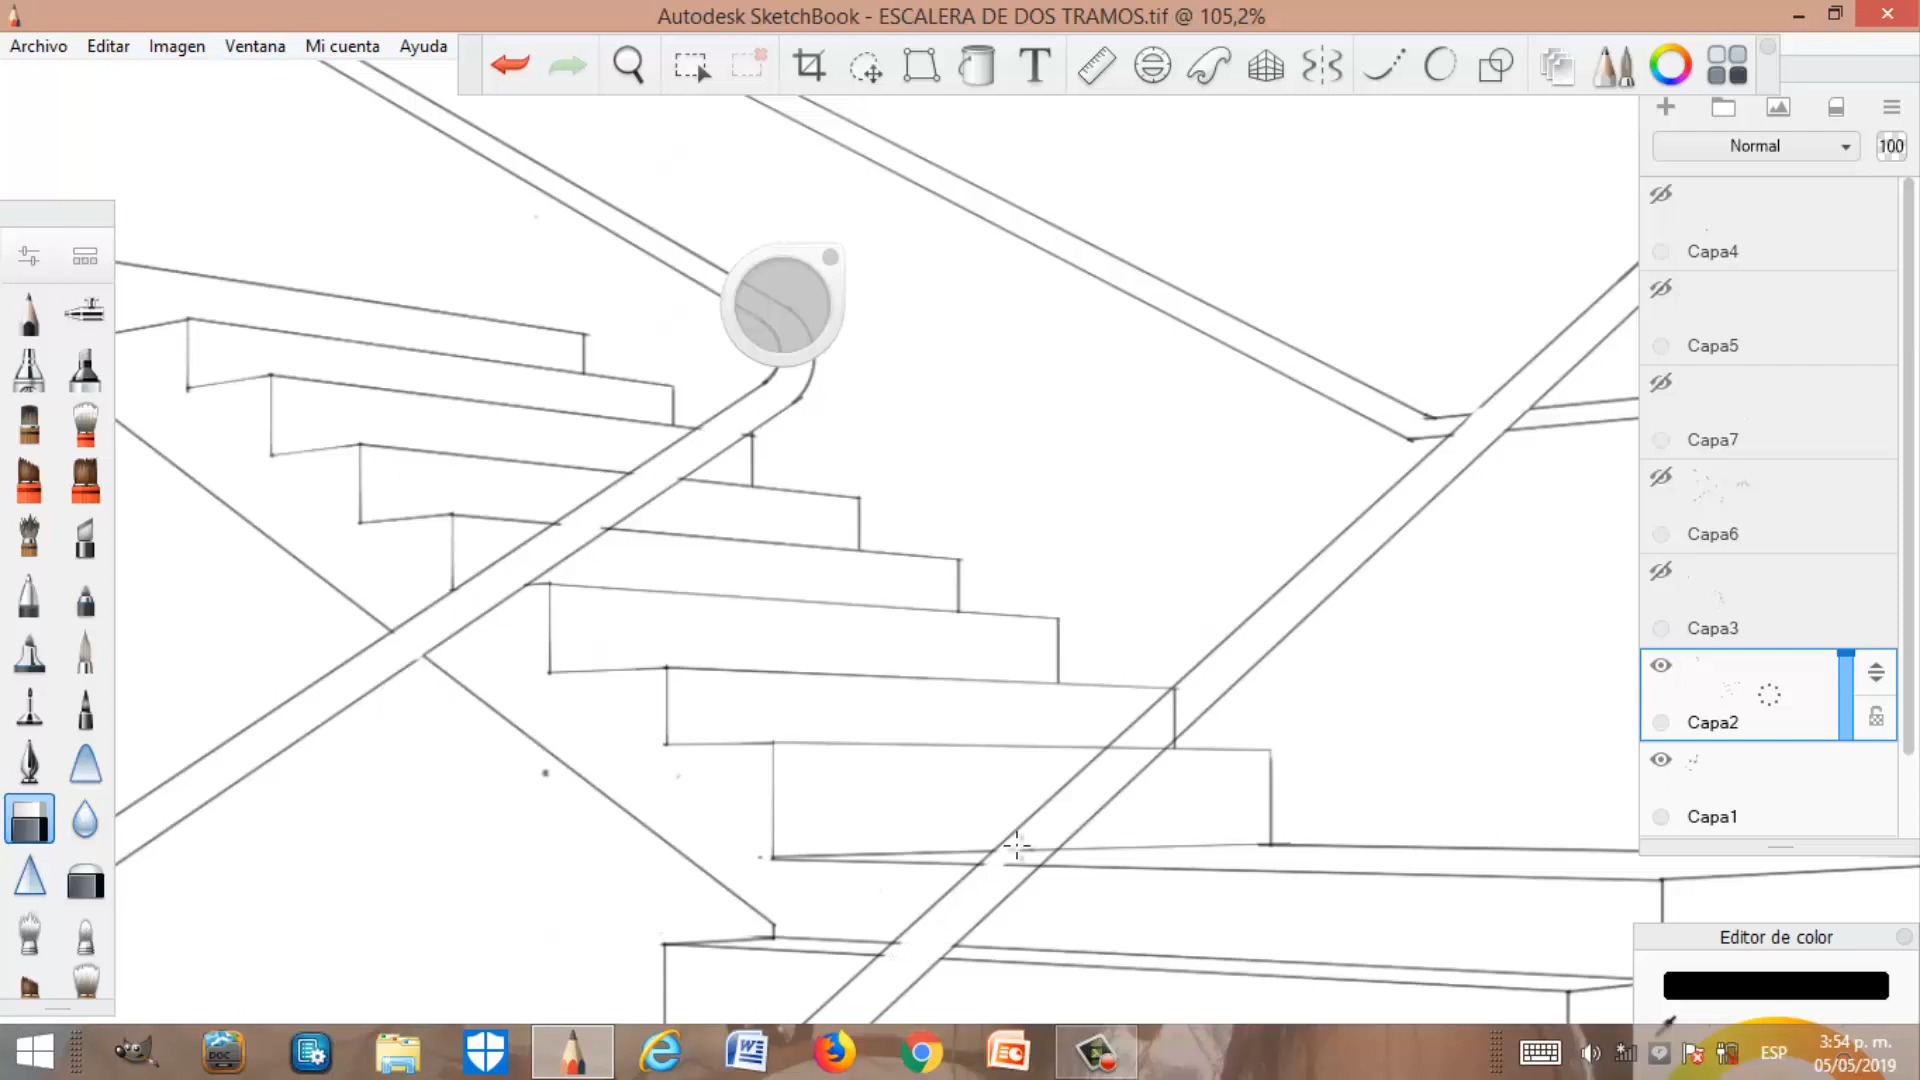 Autodesk SketchBook - ESCALERA DE DOS TRAMOS.tif @ 105,2%
Archivo Editar Imagen Ventana Mi cuenta Ayuda
T
Normal 100
Capa4
Capa5
Capa7
Capa6
Capa3
Capa2
Capa1
Editor de color
DOC
ESP
3:54 p. m.
05/05/2019